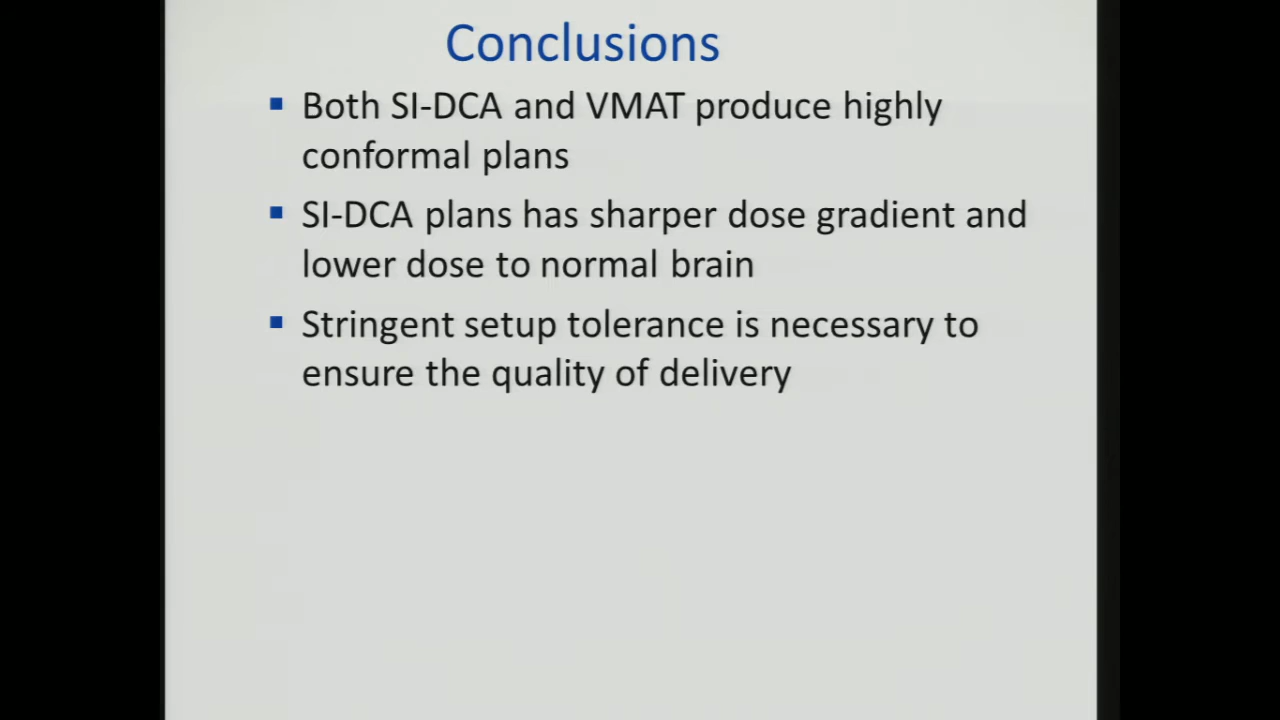 Conclusions
▪ Both SI-DCA and VMAT produce highly
conformal plans
▪ SI-DCA plans has sharper dose gradient and
lower dose to normal brain
▪ Stringent setup tolerance is necessary to
ensure the quality of delivery